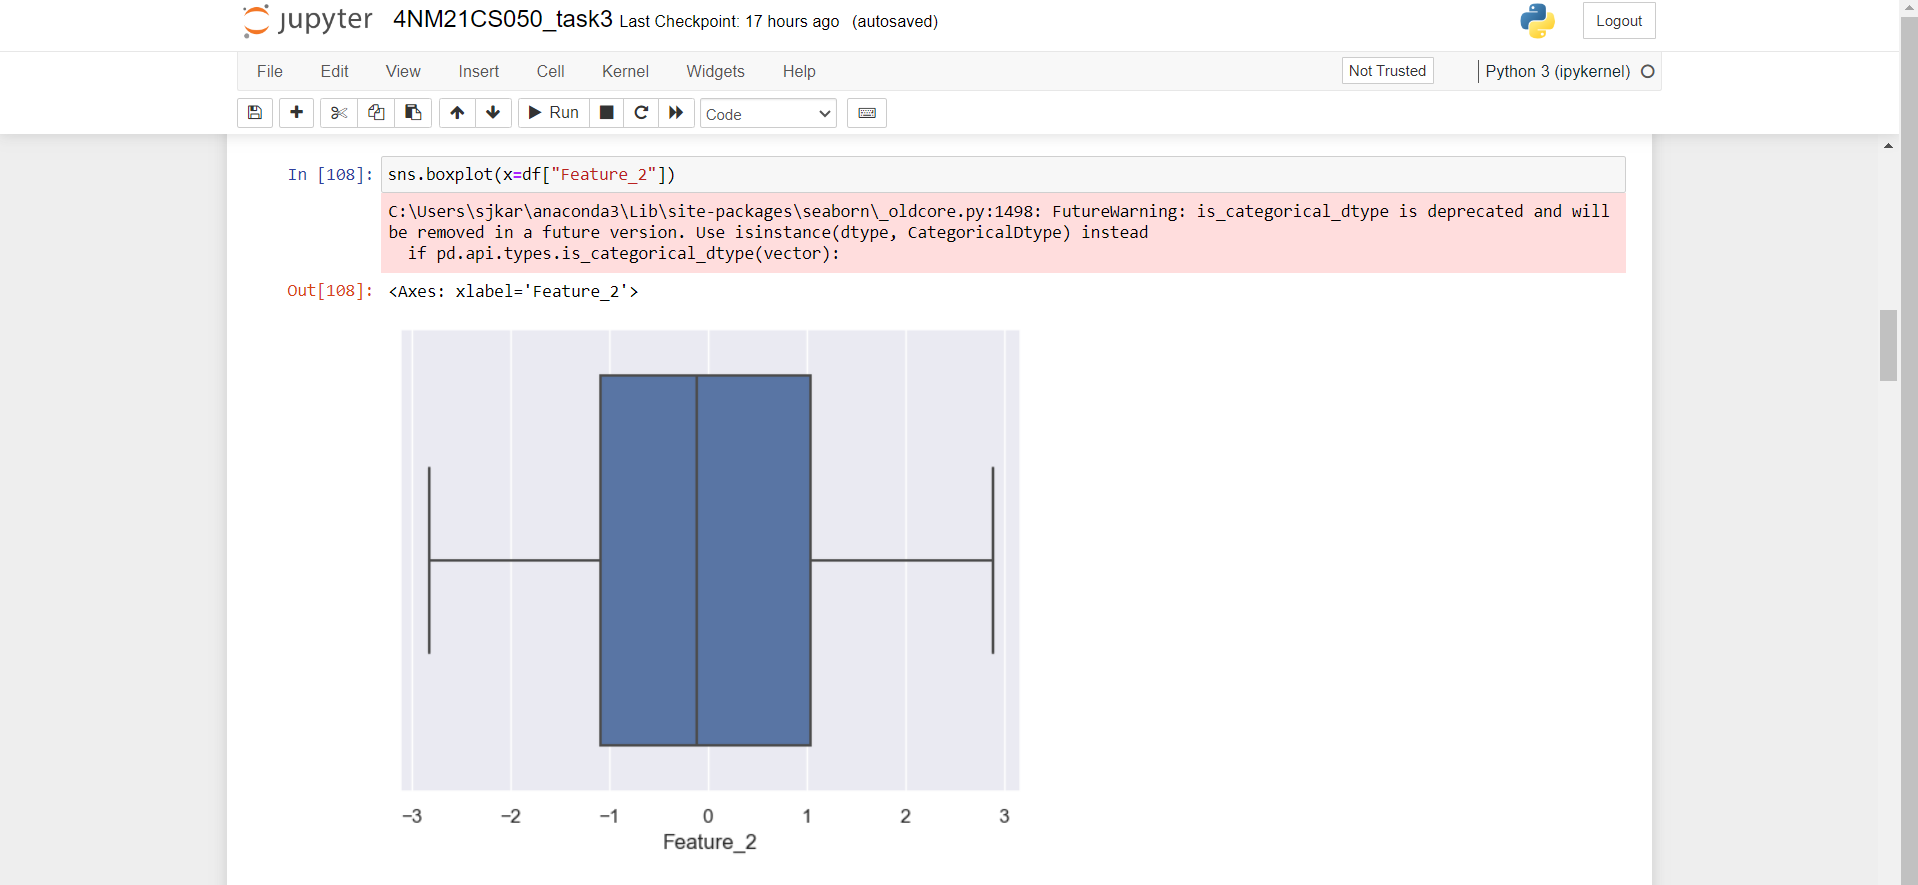 jupyter 4NM21CS050_task3 Last Checkpoint: 17 hours ago (autosaved) Logout
File Edit View Insert Cell Kernel Widgets Help Not Trusted Python 3 (ipykernel)
Run Code
In [108]: sns.boxplot(x=df["Feature_2"])
C:\Users\sjkar\anaconda3\Lib\site-packages\seaborn\_oldcore.py:1498: FutureWarning: is_categorical_dtype is deprecated and will
be removed in a future version. Use isinstance(dtype, CategoricalDtype) instead
if pd.api.types.is_categorical_dtype(vector):
Out[108]: <Axes: xlabel='Feature_2'>
−3 −2 −1 0 1 2 3
Feature_2